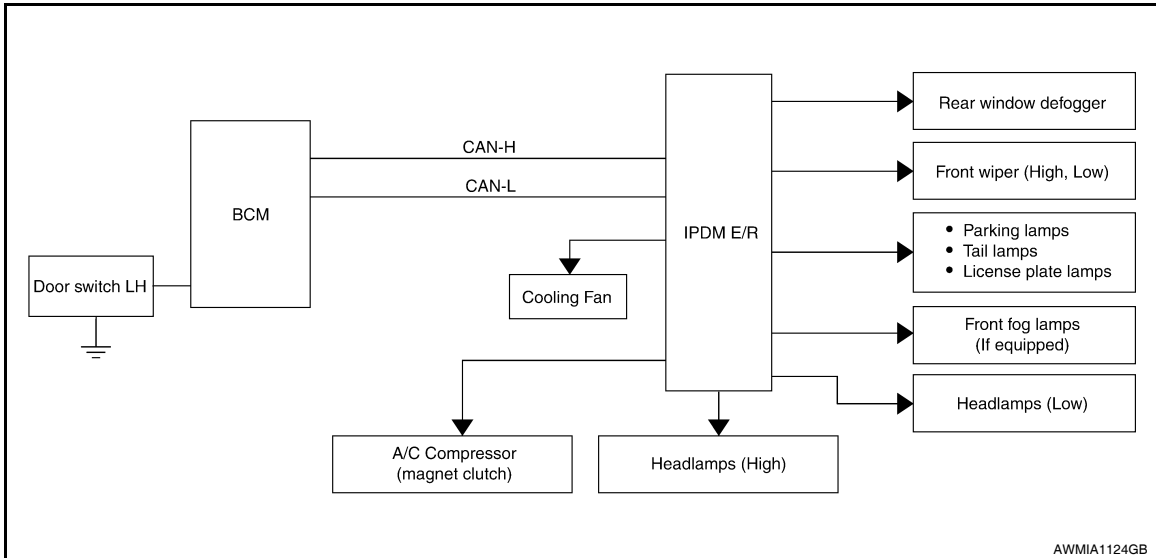 CAN-H
CAN-L
BCM
Door switch LH
IPDM E/R
Cooling Fan
A/C Compressor
(magnet clutch)
Headlamps (High)
Rear window defogger
Front wiper (High, Low)
• Parking lamps
• Tail lamps
• License plate lamps
Front fog lamps
(If equipped)
Headlamps (Low)
AWMIA1124GB